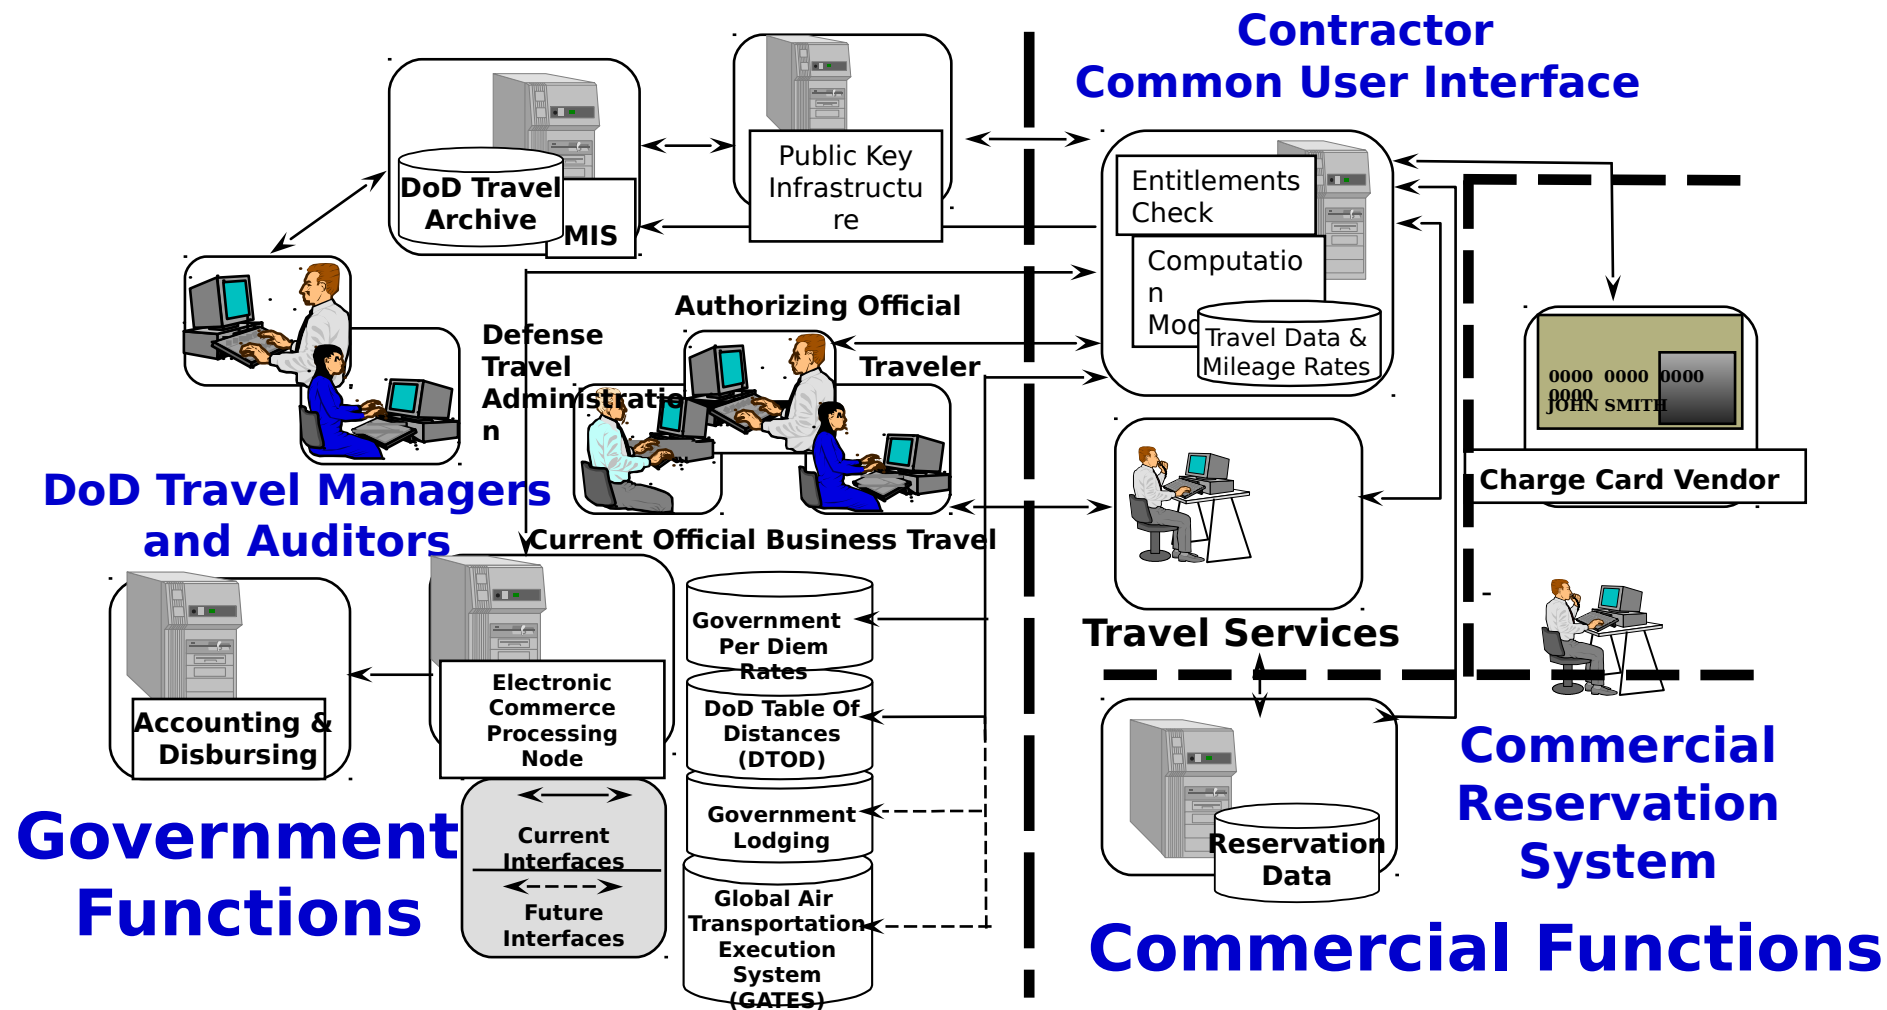 Contractor
Common User Interface
Public Key
Infrastructu
re
DoD Travel
Archive
MIS
Entitlements
Check
Computatio
n
Travel Data &
Mileage Rates
Authorizing Official
Defense
Travel
Administratio
n
Traveler
0000 0000 0000
0000
JOHN SMITH
Charge Card Vendor
DoD Travel Managers
and Auditors
Current Official Business Travel
Travel Services
Government
Per Diem
Rates
Electronic
Commerce
Processing
Node
Accounting &
Disbursing
DoD Table Of
Distances
(DTOD)
Government
Lodging
Global Air
Transportation
Execution
System
(GATES)
Current
Interfaces
Future
Interfaces
Government
Functions
Reservation
Data
Commercial
Reservation
System
Commercial Functions